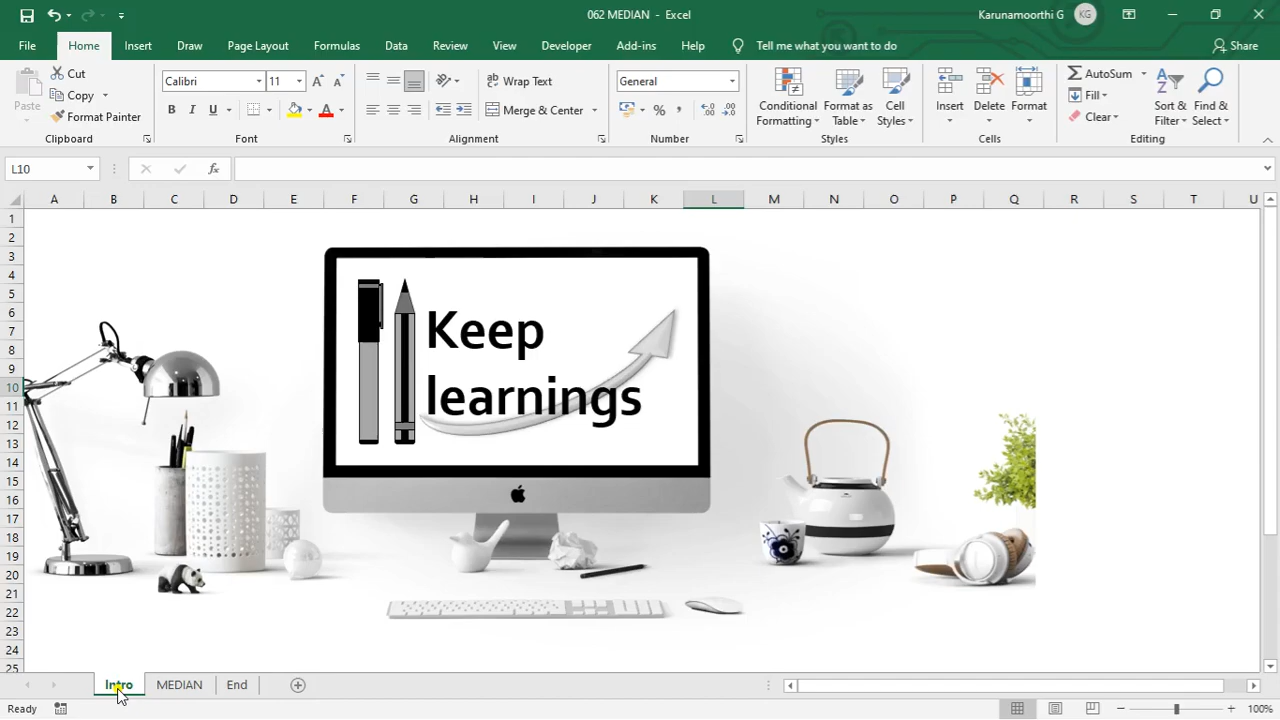 062 MEDIAN - Excel
Karunamoorthi G
KG
File Home Insert Draw Page Layout Formulas Data Review View Developer Add-ins Help Tell me what you want to do Share
Paste
Cut
Copy
Format Painter
Clipboard
Calibri 11
B I U A
Font
Wrap Text
Merge & Center
Alignment
General
%
Number
Conditional Formatting
Format as Table
Cell Styles
Styles
Insert
Delete
Format
Cells
AutoSum
Fill
Clear
Sort & Filter
Find & Select
Editing
L10
fx
A B C D E F G H I J K L M N O P Q R S T U
1
2
3
4
5
6
7
8
9
10
11
12
13
14
15
16
17
18
19
20
21
22
23
24
25
Keep
learnings
Intro MEDIAN End
Ready
100%